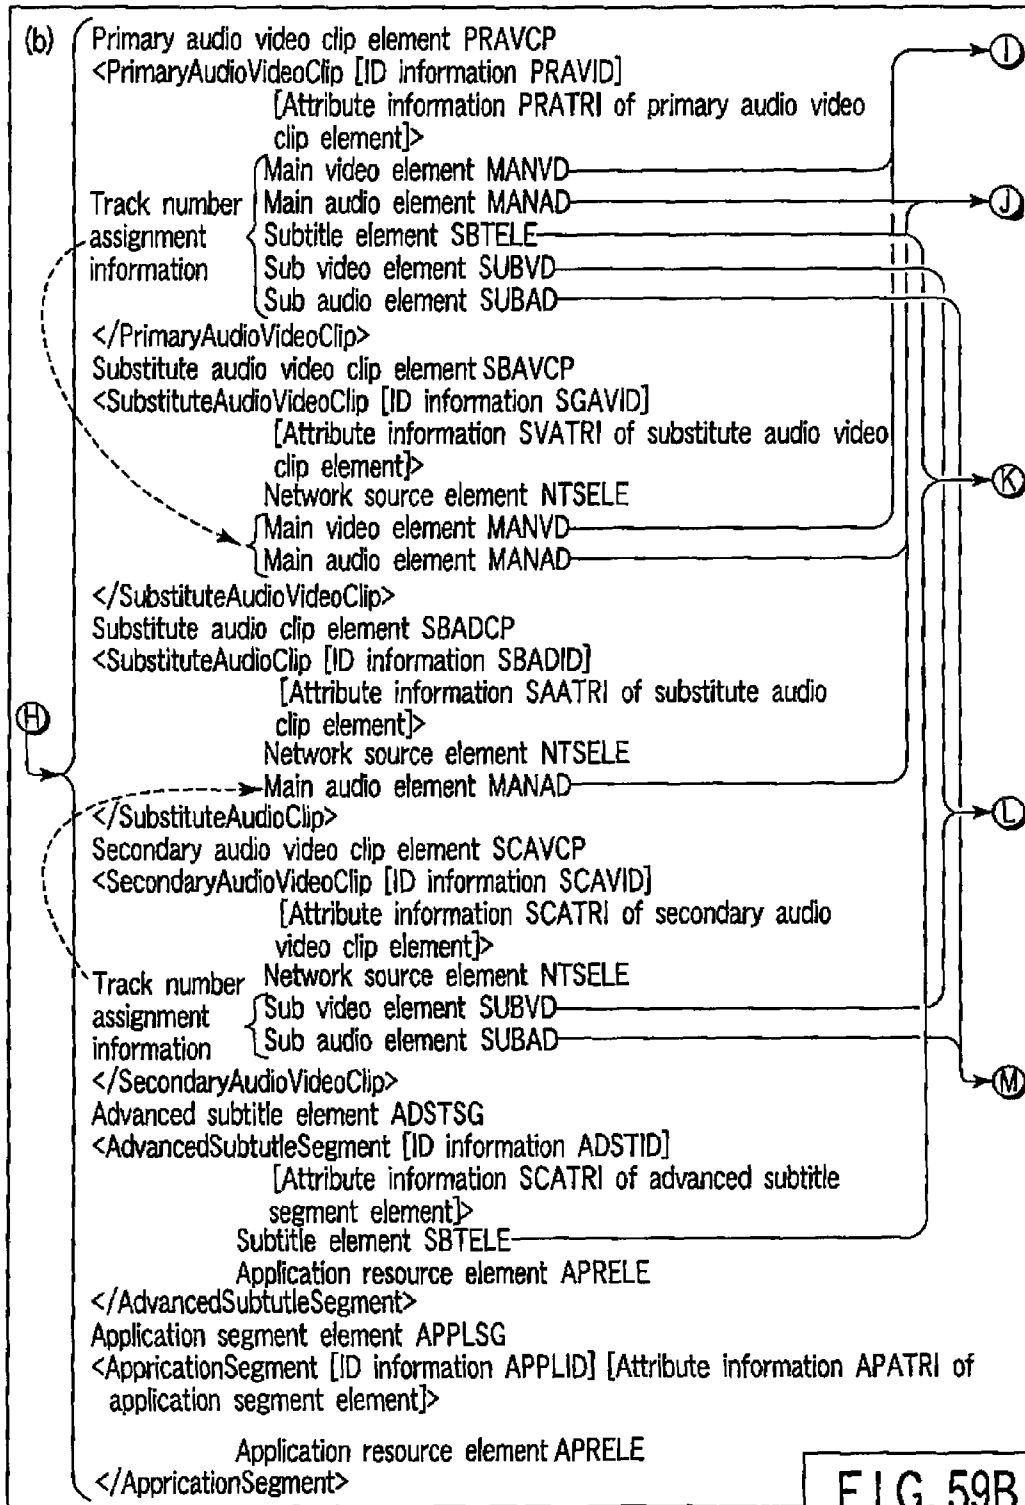 (b)
Primary audio video clip element PRAVCP
<PrimaryAudioVideoClip [ID information PRAVID]
[Attribute information PRATRI of primary audio video
clip element]>
Track number
assignment
information
Main video element MANVD
Main audio element MANAD
Subtitle element SBTELE
Sub video element SUBVD
Sub audio element SUBAD
</PrimaryAudioVideoClip>
Substitute audio video clip element SBAVCP
<SubstituteAudioVideoClip [ID information SGAVID]
[Attribute information SVATRI of substitute audio video
clip element]>
Network source element NTSELE
Main video element MANVD
Main audio element MANAD
</SubstituteAudioVideoClip>
Substitute audio clip element SBADCP
<SubstituteAudioClip [ID information SBADID]
[Attribute information SAATRI of substitute audio
clip element]>
Network source element NTSELE
Main audio element MANAD
</SubstituteAudioClip>
Secondary audio video clip element SCAVCP
<SecondaryAudioVideoClip [ID information SCAVID]
[Attribute information SCATRI of secondary audio
video clip element]>
Network source element NTSELE
Track number
assignment
information
Sub video element SUBVD
Sub audio element SUBAD
</SecondaryAudioVideoClip>
Advanced subtitle element ADSTSG
<AdvancedSubtutleSegment [ID information ADSTID]
[Attribute information SCATRI of advanced subtitle
segment element]>
Subtitle element SBTELE
Application resource element APRELE
</AdvancedSubtutleSegment>
Application segment element APPLSG
<AppricationSegment [ID information APPLID] [Attribute information APATRI of
application segment element]>
Application resource element APRELE
</AppricationSegment>
H
I
J
K
L
M
FIG. 59B